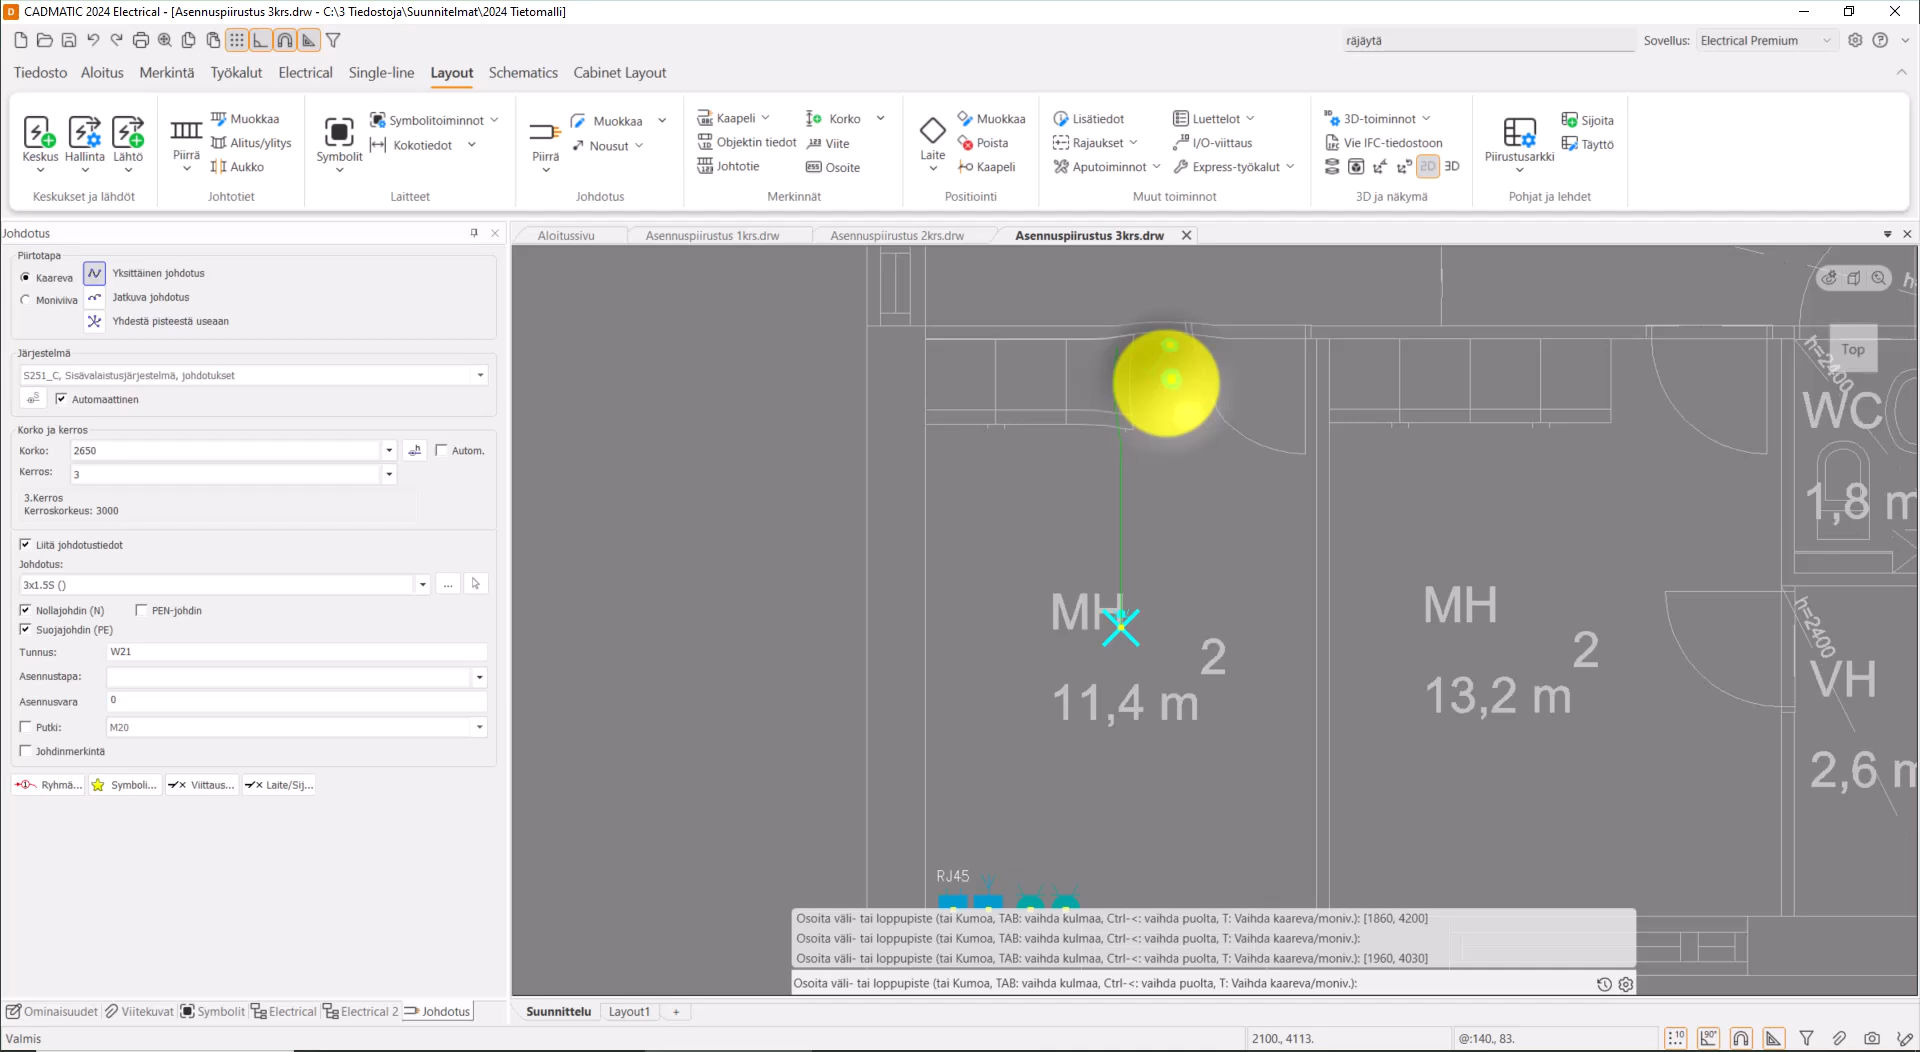 CADMATIC 2024 Electrical - [Asennuspiirustus 3krs.drw - C:\3 Tiedostoja\Suunnitelmat\2024 Tietomalli]
räjäytä
Sovellus: Electrical Premium
Tiedosto Aloitus Merkintä Työkalut Electrical Single-line Layout Schematics Cabinet Layout
Keskus Hallinta Lähtö
Keskukset ja lähdöt
Piirrä
Muokkaa
Alitus/ylitys
Aukko
Johtotiet
Symbolit
Symbolitoiminnot
Kokotiedot
Laitteet
Piirrä
Muokkaa
Nousut
Johdotus
Kaapeli
Objektin tiedot
Johtotie
Korko
Viite
Osoite
Merkinnät
Laite
Muokkaa
Poista
Kaapeli
Positiointi
Lisätiedot
Rajaukset
Aputoiminnot
Luettelot
I/O-viittaus
Express-työkalut
Muut toiminnot
3D-toiminnot
Vie IFC-tiedostoon
2D 3D
3D ja näkymä
Piirustusarkki
Sijoita
Täyttö
Pohjat ja lehdet
Johdotus
Piirtotapa
Kaareva
Moniviiva
Yksittäinen johdotus
Jatkuva johdotus
Yhdestä pisteestä useaan
Järjestelmä
S251_C, Sisävalaistusjärjestelmä, johdotukset
Automaattinen
Korko ja kerros
Korko: 2650 Autom.
Kerros: 3
3.Kerros
Kerroskorkeus: 3000
Liitä johdotustiedot
Johdotus:
3x1.5S () ...
Nollajohdin (N) PEN-johdin
Suojajohdin (PE)
Tunnus: W21
Asennustapa:
Asennusvara 0
Putki: M20
Johdinmerkintä
Ryhmä... Symboli... Viittaus... Laite/Sij...
Aloitussivu Asennuspiirustus 1krs.drw Asennuspiirustus 2krs.drw Asennuspiirustus 3krs.drw
Top
h=2400
WC
1,8 m
MH
2
11,4 m
MH
2
13,2 m
h=2400
VH
2,6 m
RJ45
Osoita väli- tai loppupiste (tai Kumoa, TAB: vaihda kulmaa, Ctrl-<: vaihda puolta, T: Vaihda kaareva/moniv.): [1860, 4200]
Osoita väli- tai loppupiste (tai Kumoa, TAB: vaihda kulmaa, Ctrl-<: vaihda puolta, T: Vaihda kaareva/moniv.):
Osoita väli- tai loppupiste (tai Kumoa, TAB: vaihda kulmaa, Ctrl-<: vaihda puolta, T: Vaihda kaareva/moniv.): [1960, 4030]
Osoita väli- tai loppupiste (tai Kumoa, TAB: vaihda kulmaa, Ctrl-<: vaihda puolta, T: Vaihda kaareva/moniv.):
Ominaisuudet Viitekuvat Symbolit Electrical Electrical 2 Johdotus
Suunnittelu Layout1 +
Valmis
2100., 4113. @:140., 83.